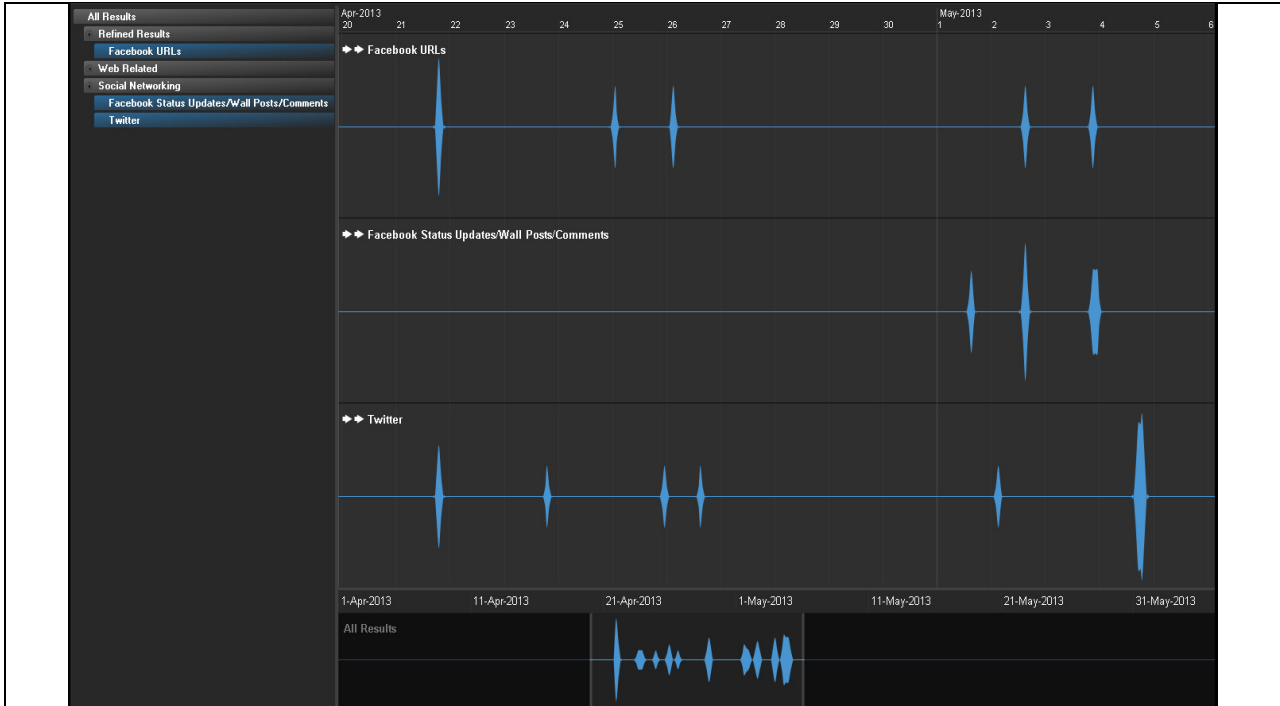 All Results
Refined Results
Facebook URLs
Web Related
Social Networking
Facebook Status Updates/Wall Posts/Comments
Twitter
Apr-2013 May-2013
20 21 22 23 24 25 26 27 28 29 30 1 2 3 4 5 6
Facebook URLs
Facebook Status Updates/Wall Posts/Comments
Twitter
1-Apr-2013 11-Apr-2013 21-Apr-2013 1-May-2013 11-May-2013 21-May-2013 31-May-2013
All Results